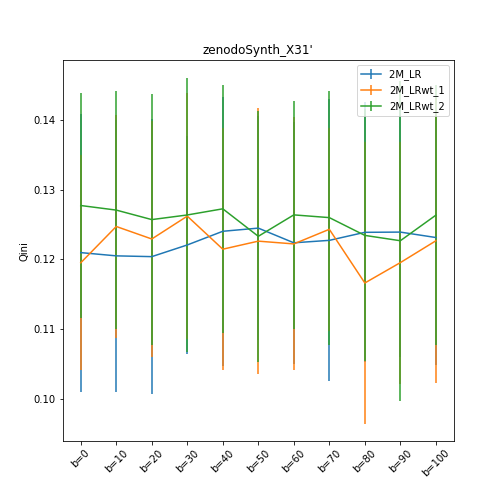 zenodoSynth_X31'
2M_LR
2M_LRwt_1
2M_LRwt_2
0.14
0.13
0.12
0.11
0.10
Qini
b=0
b=10
b=20
b=30
b=40
b=50
b=60
b=70
b=80
b=90
b=100